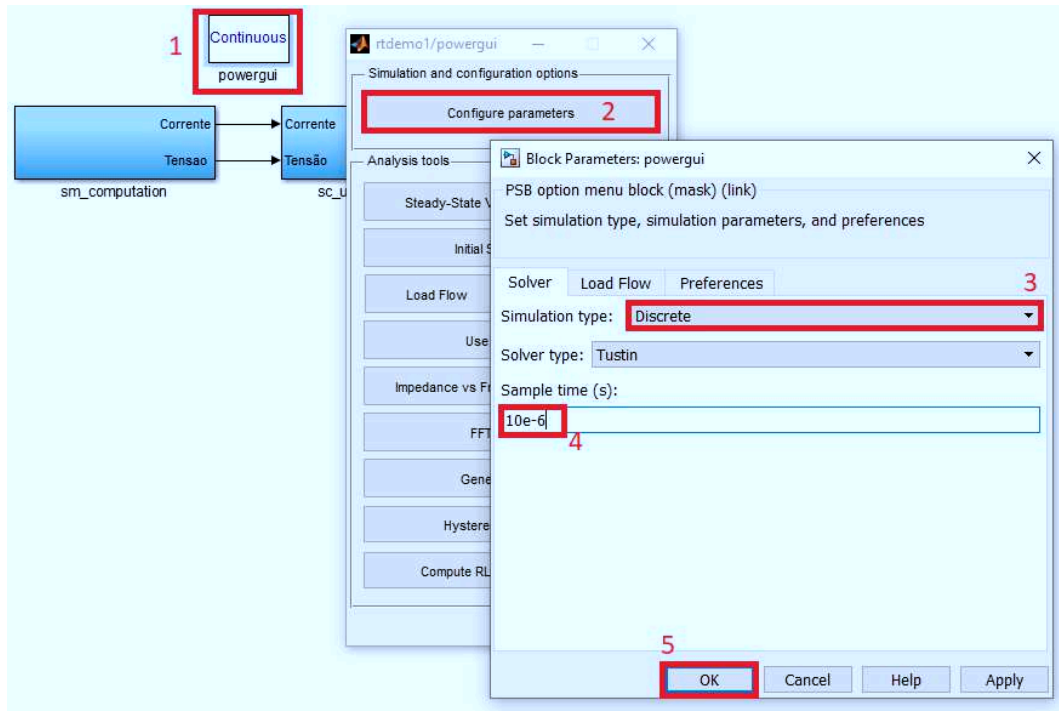 1
Continuous
powergui
Corrente
Corrente
Tensao
Tensão
sm_computation
rtdemo1/powergui
Simulation and configuration options
Configure parameters
2
Analysis tools
Steady-State
Initial
Load Flow
Use
Impedance vs
FFT
Compute RL
Block Parameters: powergui
PSB option menu block (mask) (link)
Set simulation type, simulation parameters, and preferences
Solver
Load Flow
Preferences
3
Simulation type:
Discrete
Solver type:
Tustin
Sample time (s):
10e-6
4
5
OK
Cancel
Help
Apply